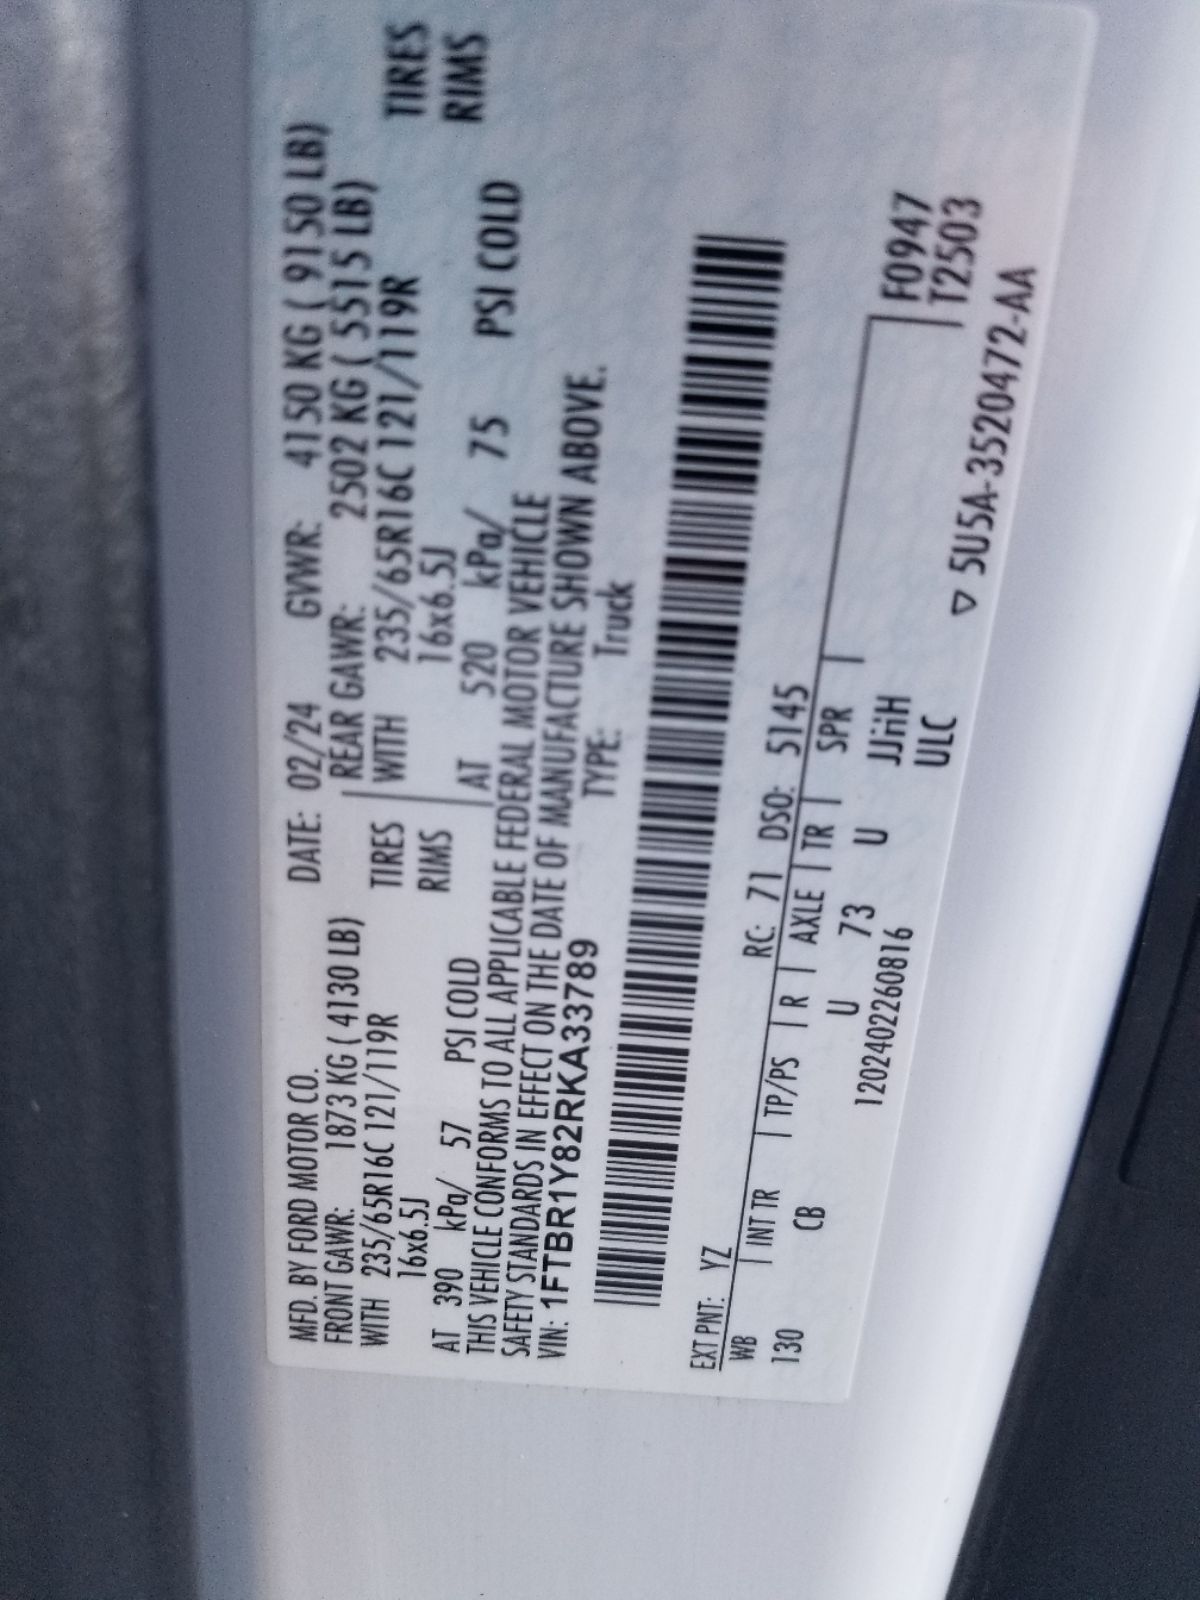 MFD. BY FORD MOTOR CO. DATE: 02/24 GVWR: 4150 KG ( 9150 LB)
FRONT GAWR: 1873 KG ( 4130 LB) REAR GAWR: 2502 KG ( 5515 LB)
WITH 235/65R16C 121/119R TIRES WITH 235/65R16C 121/119R TIRES
16x6.5J RIMS 16x6.5J RIMS
AT 390 kPa/ 57 PSI COLD AT 520 kPa/ 75 PSI COLD
THIS VEHICLE CONFORMS TO ALL APPLICABLE FEDERAL MOTOR VEHICLE
SAFETY STANDARDS IN EFFECT ON THE DATE OF MANUFACTURE SHOWN ABOVE.
VIN: 1FTBR1Y82RKA33789 TYPE: Truck
EXT PNT: YZ RC: 71 DSO: 5145
WB INT TR TP/PS R AXLE TR SPR F0947
130 CB U 73 U T2503
1202402260816 ULC
▽ 5U5A-3520472-AA